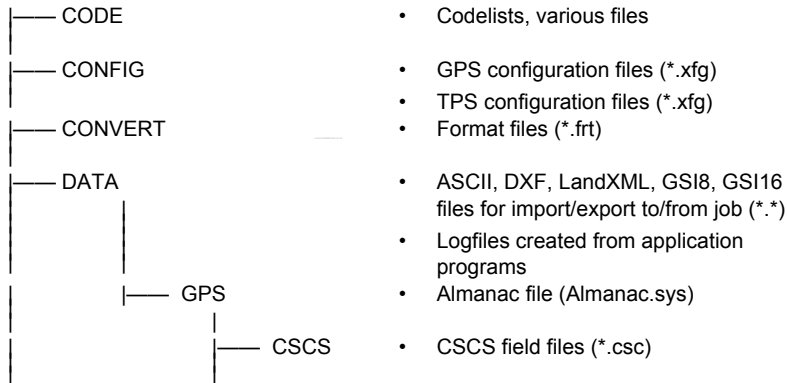 CODE • Codelists, various files
CONFIG • GPS configuration files (*.xfg)
• TPS configuration files (*.xfg)
CONVERT • Format files (*.frt)
DATA • ASCII, DXF, LandXML, GSI8, GSI16
files for import/export to/from job (*.*)
• Logfiles created from application
programs
GPS • Almanac file (Almanac.sys)
CSCS • CSCS field files (*.csc)